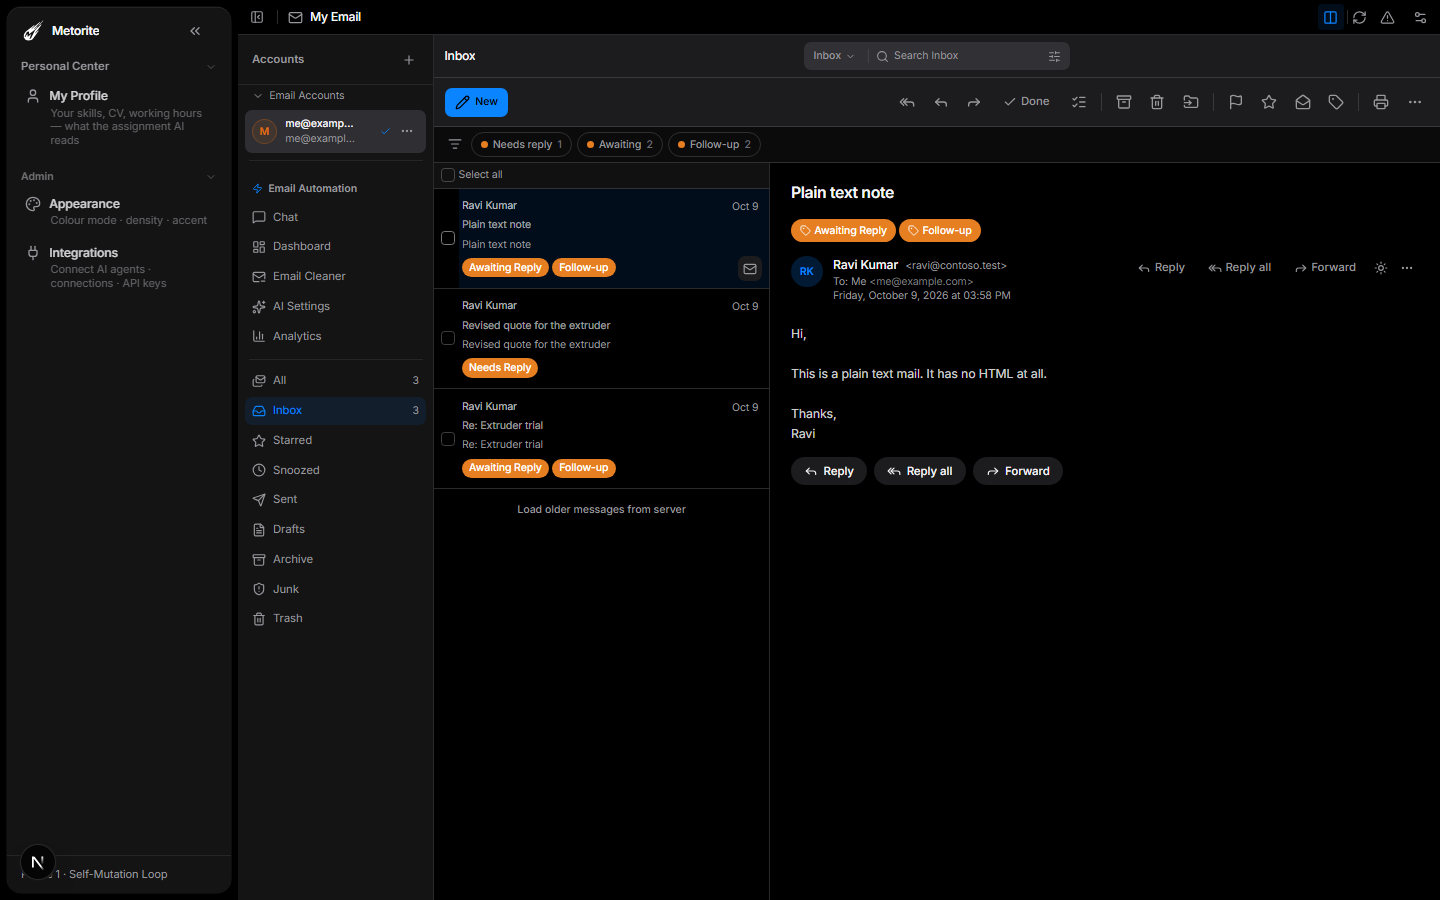 Metorite
Personal Center
My Profile
Your skills, CV, working hours
— what the assignment AI
reads
Admin
Appearance
Colour mode · density · accent
Integrations
Connect AI agents ·
connections · API keys
N
1 · Self-Mutation Loop
My Email
Accounts
Email Accounts
M
me@examp...
me@exampl...
Email Automation
Chat
Dashboard
Email Cleaner
AI Settings
Analytics
All 3
Inbox 3
Starred
Snoozed
Sent
Drafts
Archive
Junk
Trash
Inbox
Inbox
Search Inbox
New
Done
Needs reply 1
Awaiting 2
Follow-up 2
Select all
Ravi Kumar Oct 9
Plain text note
Plain text note
Awaiting Reply Follow-up
Ravi Kumar Oct 9
Revised quote for the extruder
Revised quote for the extruder
Needs Reply
Ravi Kumar Oct 9
Re: Extruder trial
Re: Extruder trial
Awaiting Reply Follow-up
Load older messages from server
Plain text note
Awaiting Reply Follow-up
RK
Ravi Kumar <ravi@contoso.test>
To: Me <me@example.com>
Friday, October 9, 2026 at 03:58 PM
Reply Reply all Forward
Hi,
This is a plain text mail. It has no HTML at all.
Thanks,
Ravi
Reply Reply all Forward